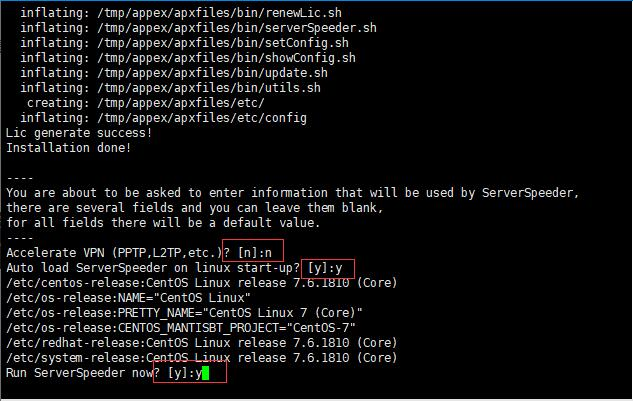 inflating: /tmp/appex/apxfiles/bin/renewLic.sh
inflating: /tmp/appex/apxfiles/bin/serverSpeeder.sh
inflating: /tmp/appex/apxfiles/bin/setConfig.sh
inflating: /tmp/appex/apxfiles/bin/showConfig.sh
inflating: /tmp/appex/apxfiles/bin/update.sh
inflating: /tmp/appex/apxfiles/bin/utils.sh
creating: /tmp/appex/apxfiles/etc/
inflating: /tmp/appex/apxfiles/etc/config
Lic generate success!
Installation done!
----
You are about to be asked to enter information that will be used by ServerSpeeder,
there are several fields and you can leave them blank,
for all fields there will be a default value.
----
Accelerate VPN (PPTP,L2TP,etc.)? [n]:n
Auto load ServerSpeeder on linux start-up? [y]:y
/etc/centos-release:CentOS Linux release 7.6.1810 (Core)
/etc/os-release:NAME="CentOS Linux"
/etc/os-release:PRETTY_NAME="CentOS Linux 7 (Core)"
/etc/os-release:CENTOS_MANTISBT_PROJECT="CentOS-7"
/etc/redhat-release:CentOS Linux release 7.6.1810 (Core)
/etc/system-release:CentOS Linux release 7.6.1810 (Core)
Run ServerSpeeder now? [y]:y